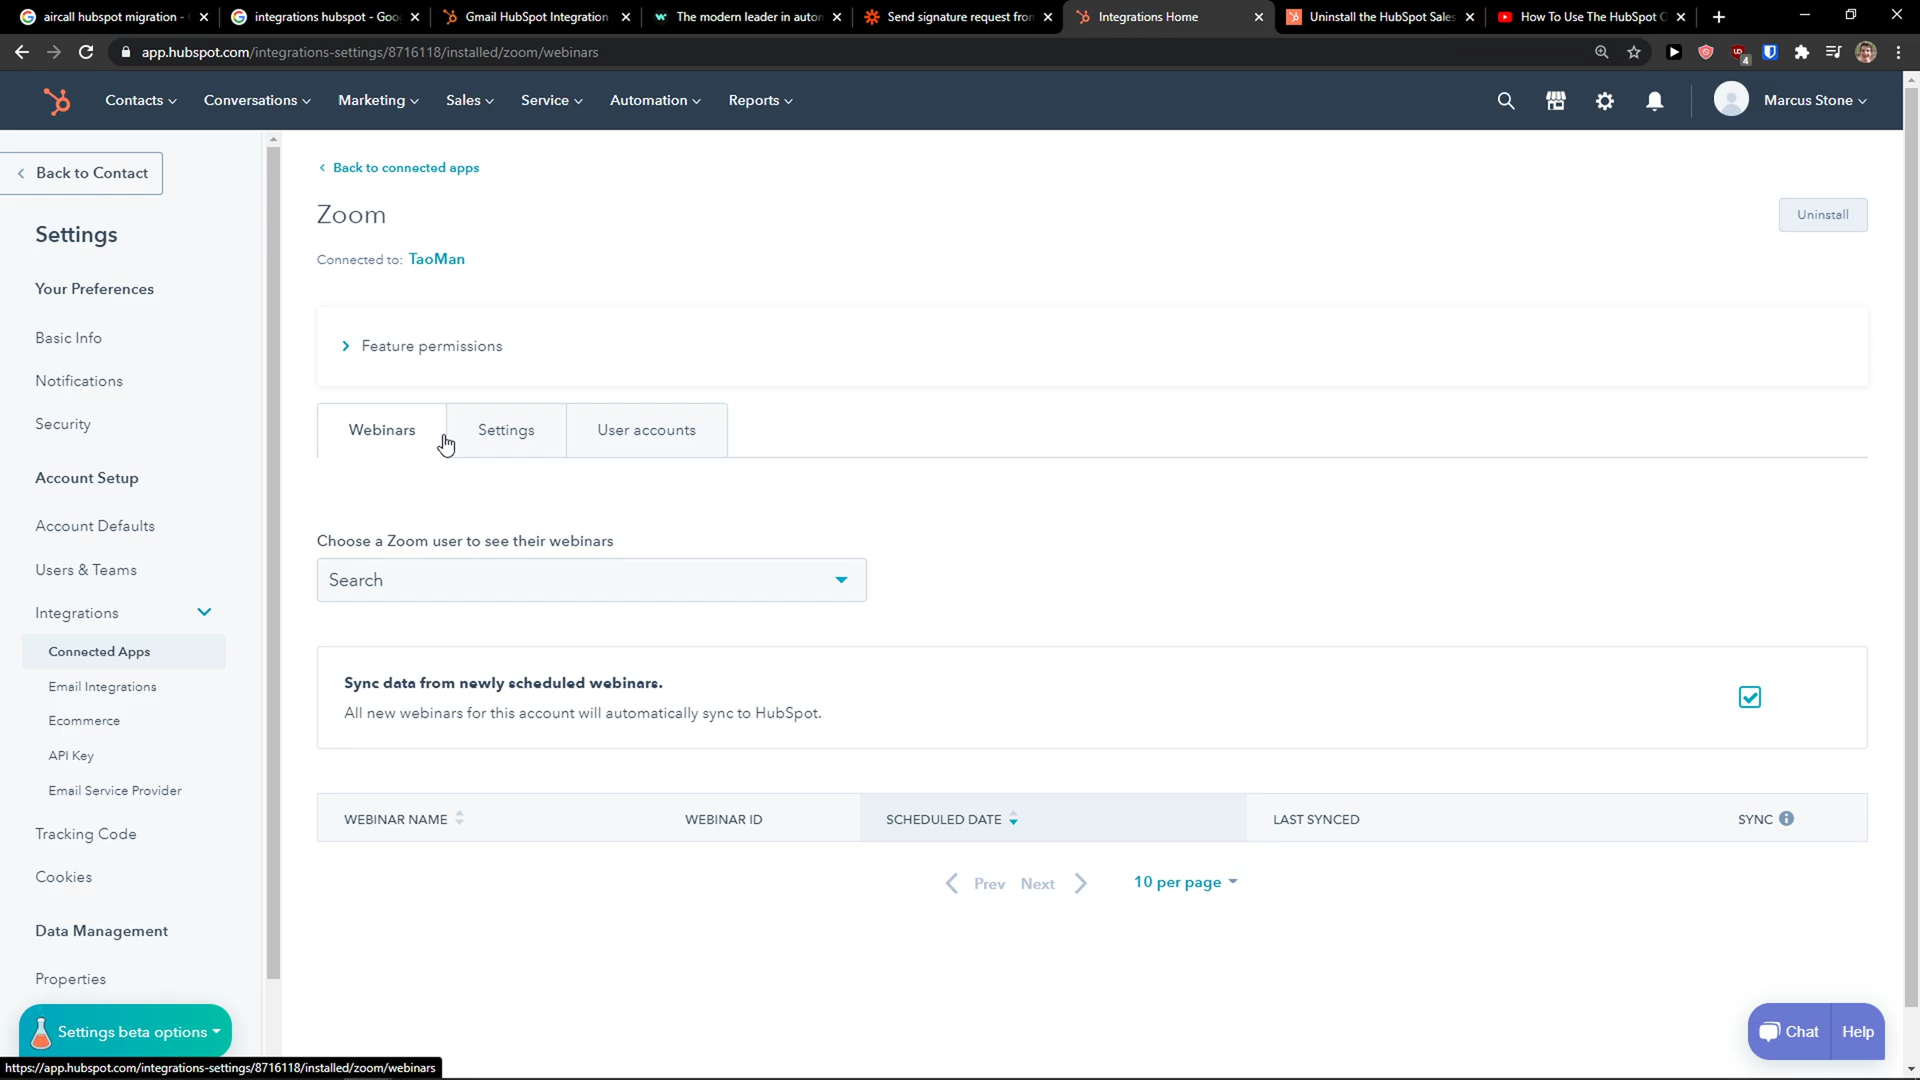 aircall hubspot migration -
integrations hubspot - Goo
Gmail HubSpot Integration
The modern leader in auton
Send signature request fron
Integrations Home
Uninstall the HubSpot Sales
How To Use The HubSpot C
app.hubspot.com/integrations-settings/8716118/installed/zoom/webinars
4
Contacts
Conversations
Marketing
Sales
Service
Automation
Reports
Marcus Stone
Back to Contact
Settings
Your Preferences
Basic Info
Notifications
Security
Account Setup
Account Defaults
Users & Teams
Integrations
Connected Apps
Email Integrations
Ecommerce
API Key
Email Service Provider
Tracking Code
Cookies
Data Management
Properties
Settings beta options
https://app.hubspot.com/integrations-settings/8716118/installed/zoom/webinars
Back to connected apps
Zoom
Uninstall
Connected to: TaoMan
Feature permissions
Webinars
Settings
User accounts
Choose a Zoom user to see their webinars
Search
Sync data from newly scheduled webinars.
All new webinars for this account will automatically sync to HubSpot.
WEBINAR NAME
WEBINAR ID
SCHEDULED DATE
LAST SYNCED
SYNC
Prev
Next
10 per page
Chat
Help